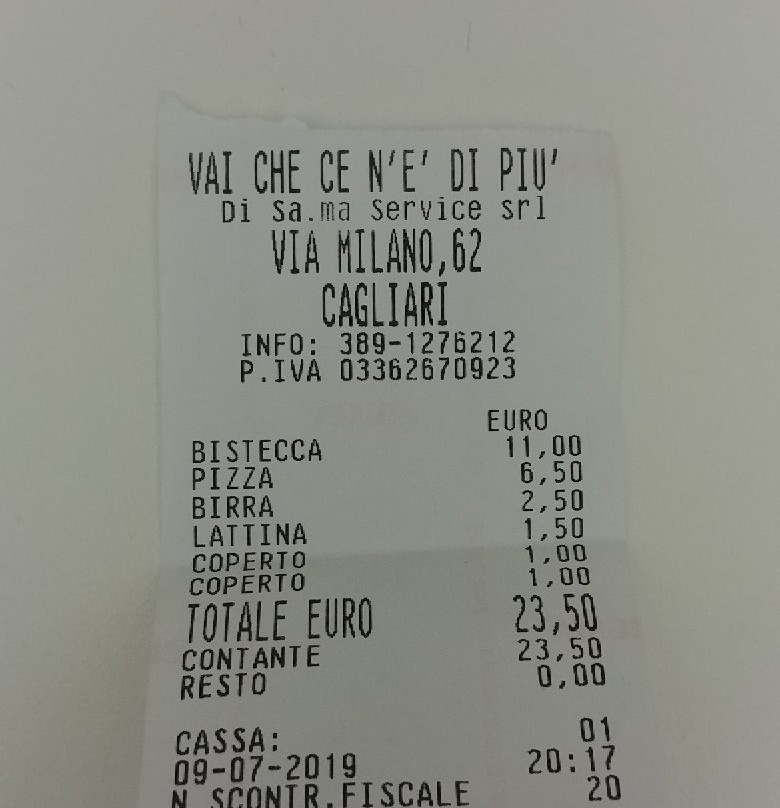 VAI CHE CE N'E' DI PIU'
Di Sa.ma Service srl
VIA MILANO,62
CAGLIARI
INFO: 389-1276212
P.IVA 03362670923
EURO
BISTECCA 11,00
PIZZA 6,50
BIRRA 2,50
LATTINA 1,50
COPERTO 1,00
COPERTO 1,00
TOTALE EURO 23,50
CONTANTE 23,50
RESTO 0,00
CASSA: 01
09-07-2019 20:17
N SCONTR.FISCALE 20